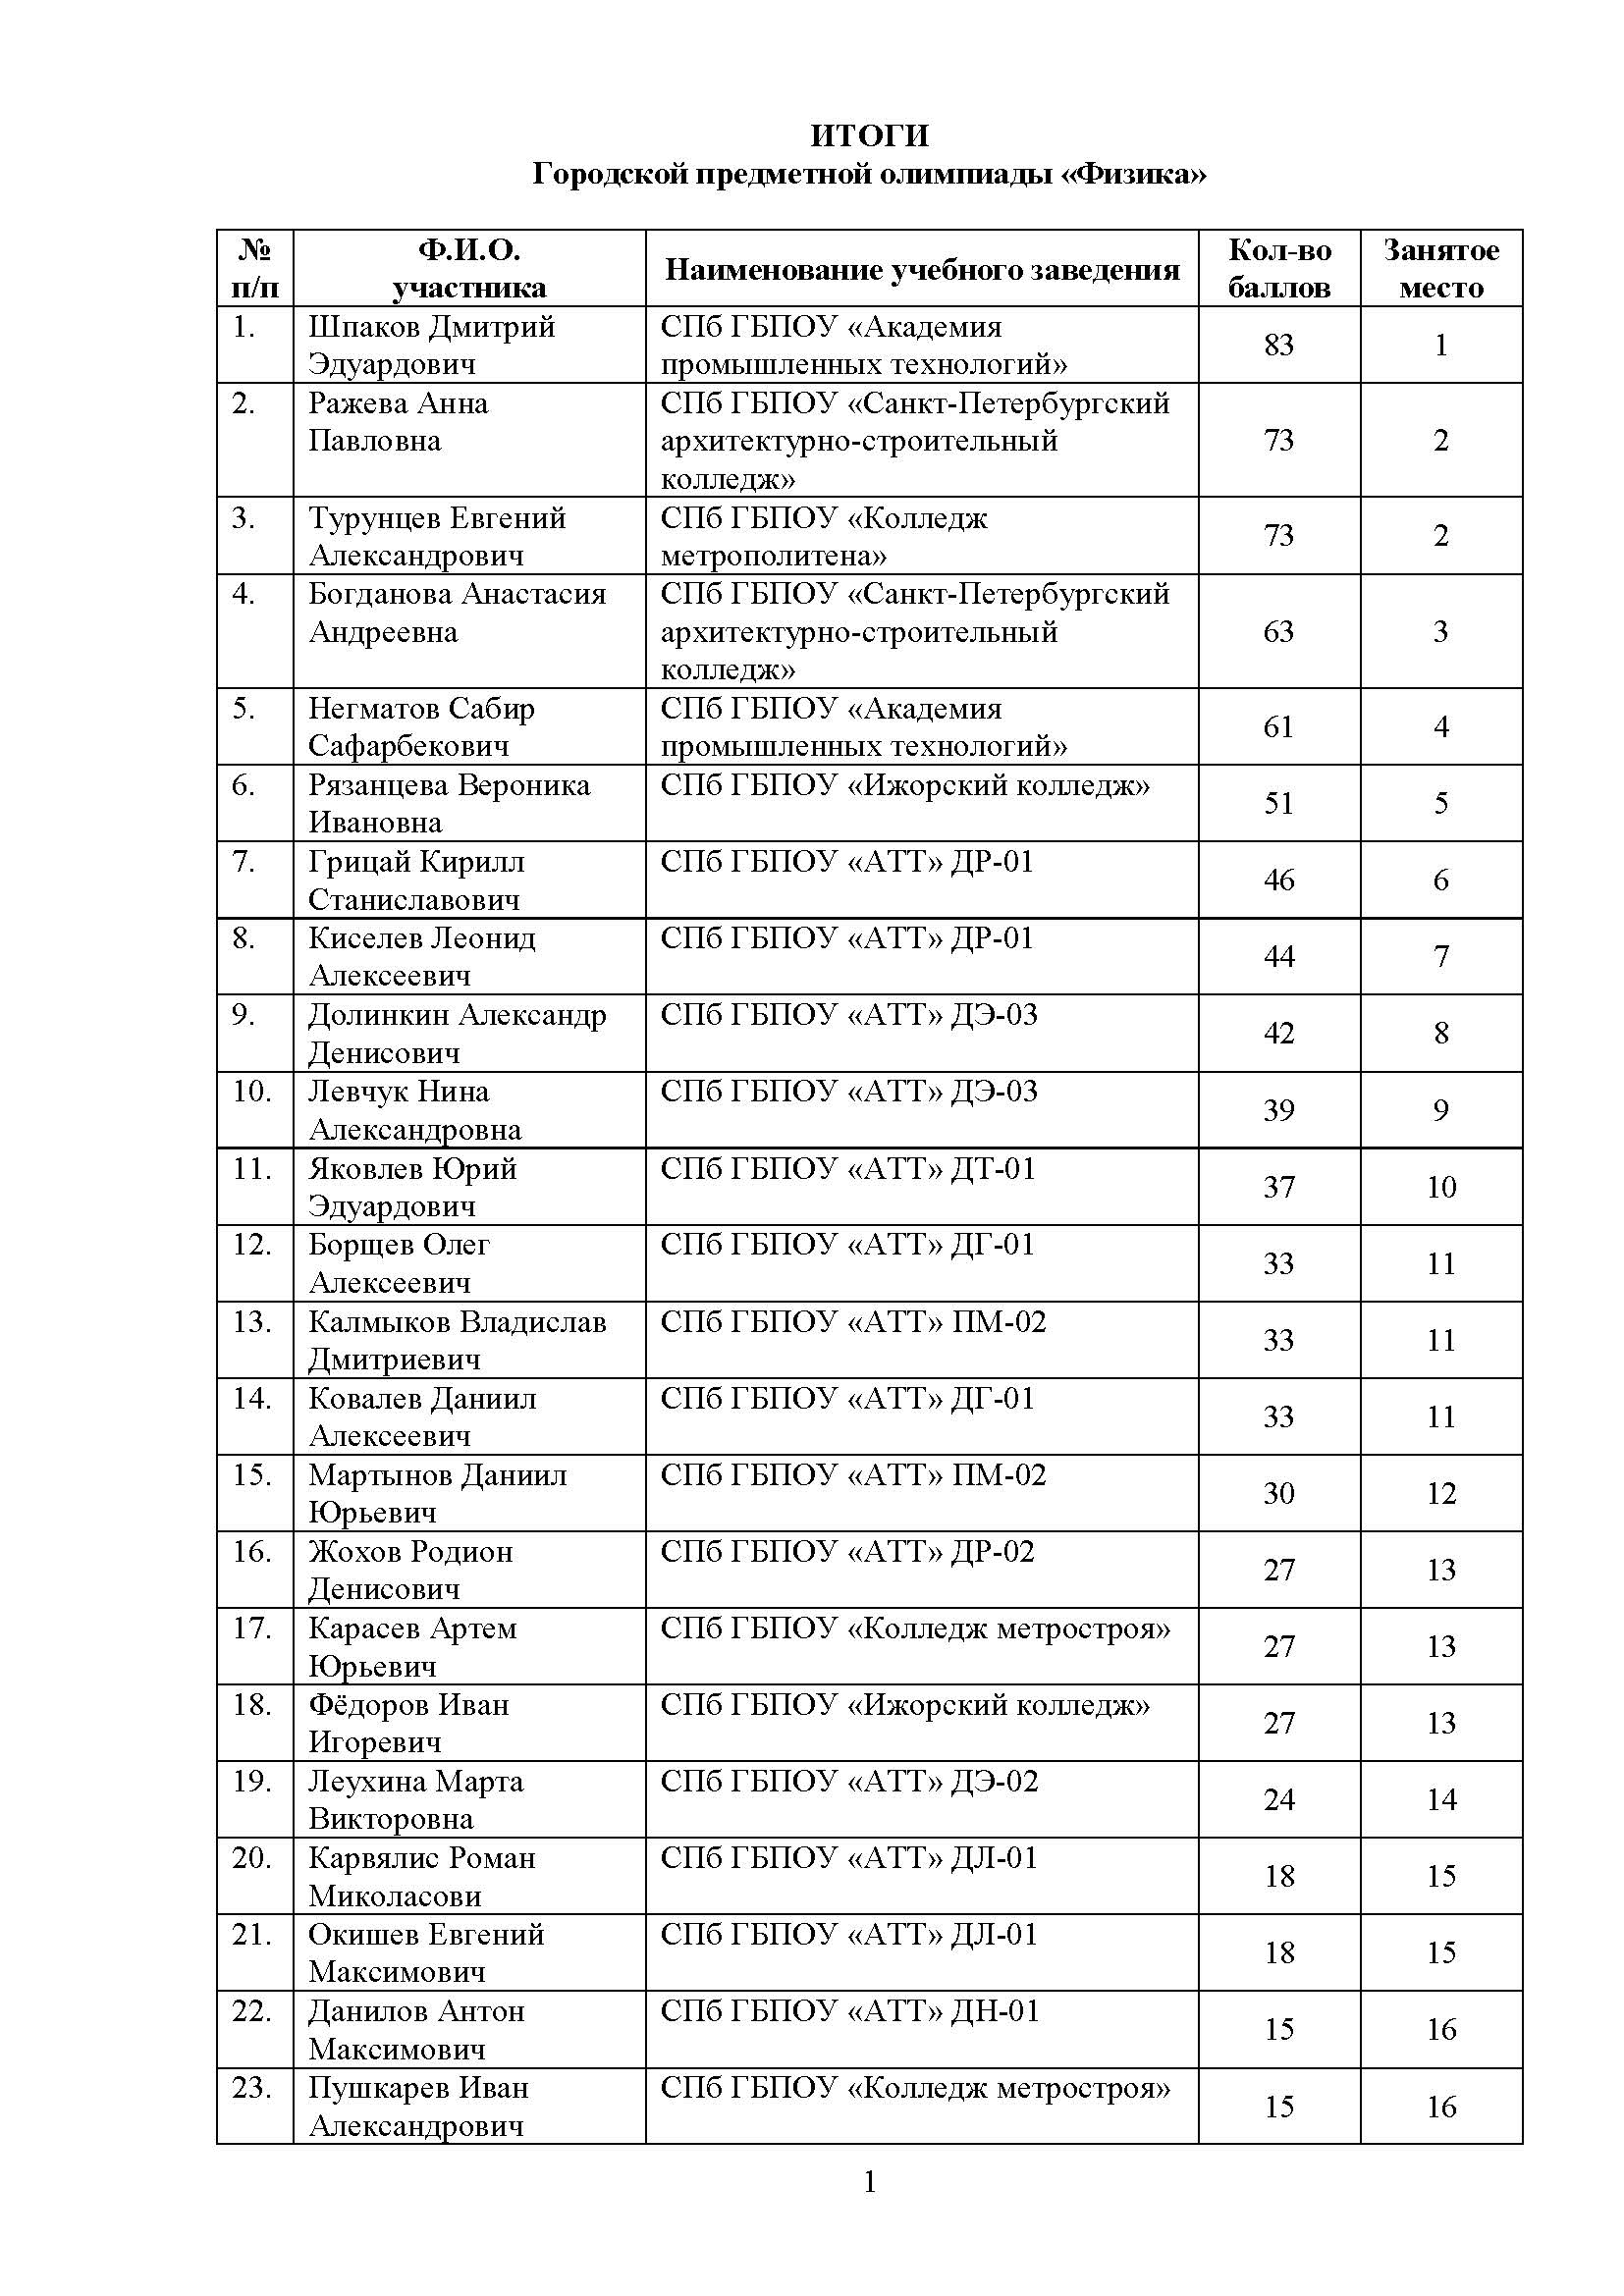 ИТОГИ
Городской предметной олимпиады «Физика»
№ Ф.И.О. Наименование учебного заведения Кол-во Занятое
п/п участника баллов место
1. Шпаков Дмитрий СПб ГБПОУ «Академия 83 1
Эдуардович промышленных технологий»
2. Ражева Анна СПб ГБПОУ «Санкт-Петербургский
Павловна архитектурно-строительный 73 2
колледж»
3. Турунцев Евгений СПб ГБПОУ «Колледж 73 2
Александрович метрополитена»
4. Богданова Анастасия СПб ГБПОУ «Санкт-Петербургский
Андреевна архитектурно-строительный 63 3
колледж»
5. Негматов Сабир СПб ГБПОУ «Академия 61 4
Сафарбекович промышленных технологий»
6. Рязанцева Вероника СПб ГБПОУ «Ижорский колледж» 51 5
Ивановна
7. Грицай Кирилл СПб ГБПОУ «АТТ» ДР-01 46 6
Станиславович
8. Киселев Леонид СПб ГБПОУ «АТТ» ДР-01 44 7
Алексеевич
9. Долинкин Александр СПб ГБПОУ «АТТ» ДЭ-03 42 8
Денисович
10. Левчук Нина СПб ГБПОУ «АТТ» ДЭ-03 39 9
Александровна
11. Яковлев Юрий СПб ГБПОУ «АТТ» ДТ-01 37 10
Эдуардович
12. Борщев Олег СПб ГБПОУ «АТТ» ДГ-01 33 11
Алексеевич
13. Калмыков Владислав СПб ГБПОУ «АТТ» ПМ-02 33 11
Дмитриевич
14. Ковалев Даниил СПб ГБПОУ «АТТ» ДГ-01 33 11
Алексеевич
15. Мартынов Даниил СПб ГБПОУ «АТТ» ПМ-02 30 12
Юрьевич
16. Жохов Родион СПб ГБПОУ «АТТ» ДР-02 27 13
Денисович
17. Карасев Артем СПб ГБПОУ «Колледж метростроя» 27 13
Юрьевич
18. Фёдоров Иван СПб ГБПОУ «Ижорский колледж» 27 13
Игоревич
19. Леухина Марта СПб ГБПОУ «АТТ» ДЭ-02 24 14
Викторовна
20. Карвялис Роман СПб ГБПОУ «АТТ» ДЛ-01 18 15
Миколасови
21. Окишев Евгений СПб ГБПОУ «АТТ» ДЛ-01 18 15
Максимович
22. Данилов Антон СПб ГБПОУ «АТТ» ДН-01 15 16
Максимович
23. Пушкарев Иван СПб ГБПОУ «Колледж метростроя» 15 16
Александрович
1